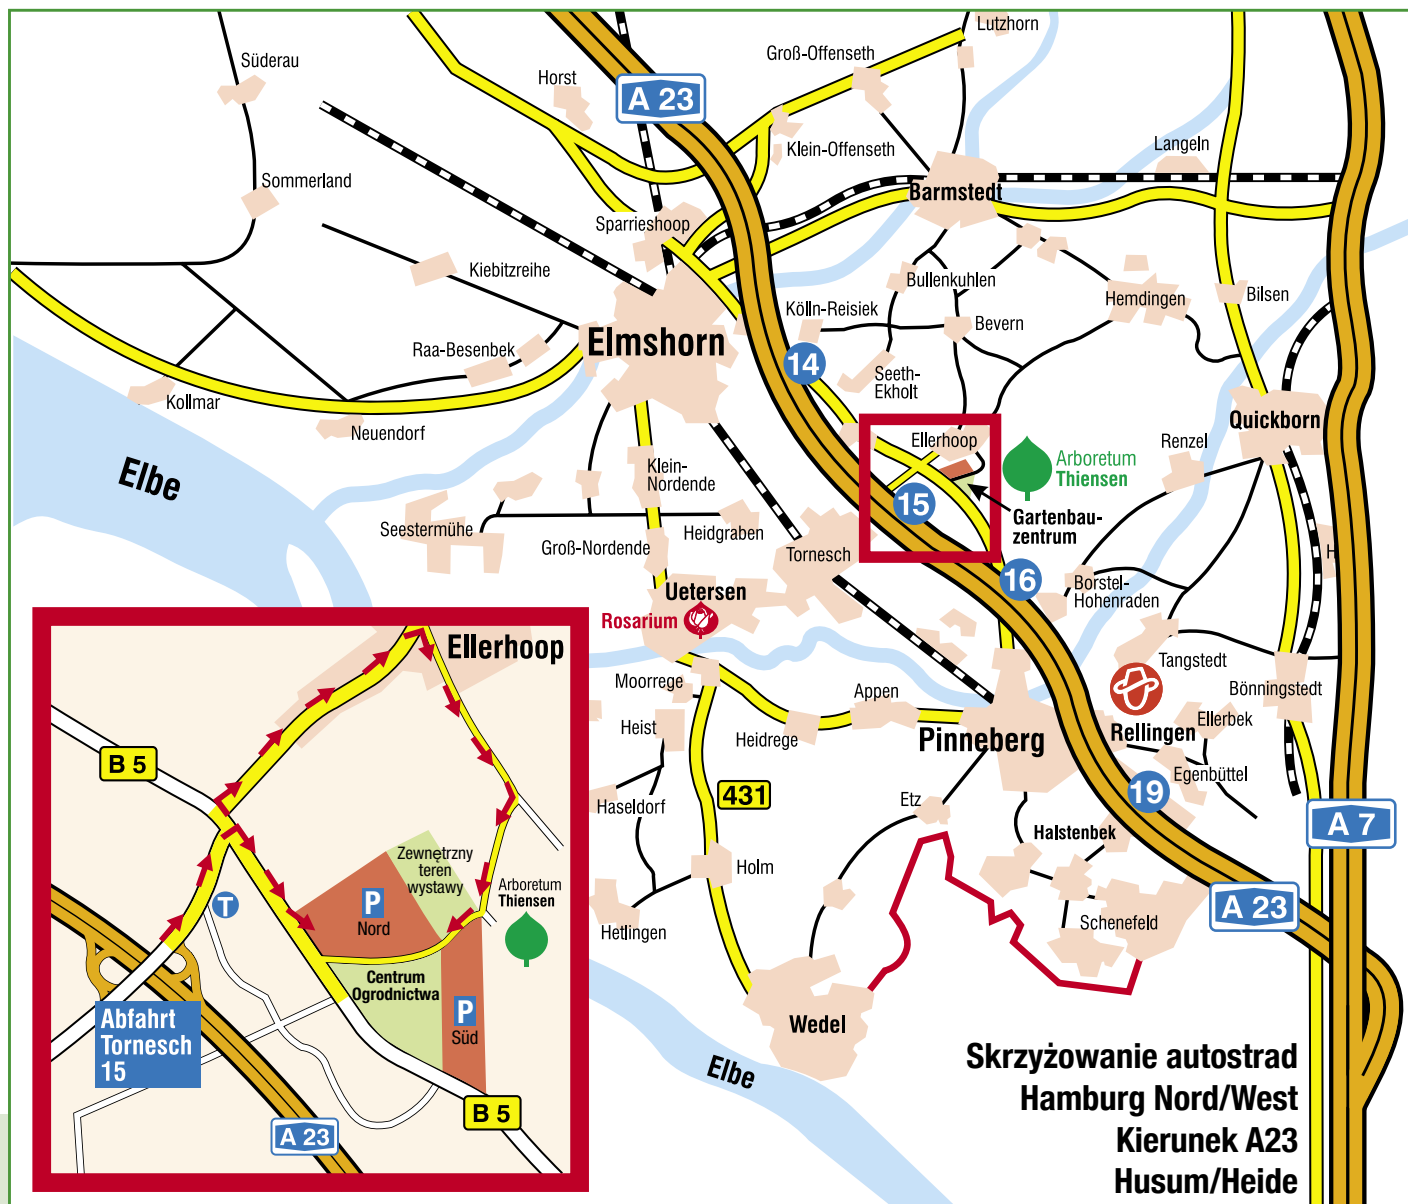 Lutzhorn
Groß-Offenseth
Süderau
Horst
A 23
Klein-Offenseth
Langeln
Sommerland
Barmstedt
Sparrieshoop
Kiebitzreihe
Bullenkuhlen
Kölln-Reisiek
Hemdingen
Bilsen
Bevern
Elmshorn
Raa-Besenbek
14
Seeth-
Ekholt
Kollmar
Neuendorf
Quickborn
Ellerhoop
Renzel
Arboretum
Thiensen
Elbe
Klein-
Nordende
15
Gartenbau-
zentrum
Seestermühe
Heidgraben
Groß-Nordende
Tornesch
H
16
Borstel-
Hohenraden
Uetersen
Rosarium
Tangstedt
Moorrege
Appen
Bönningstedt
Heist
Heidrege
Pinneberg
Rellingen
Ellerbek
Egenbüttel
431
Haseldorf
Etz
19
Halstenbek
A 7
Holm
A 23
Schenefeld
Hetlingen
Wedel
Elbe
Skrzyżowanie autostrad
Hamburg Nord/West
Kierunek A23
Husum/Heide
Ellerhoop
B 5
Zewnętrzny
teren
wystawy
Arboretum
Thiensen
P
Nord
T
Centrum
Ogrodnictwa
P
Süd
Abfahrt
Tornesch
15
B 5
A 23